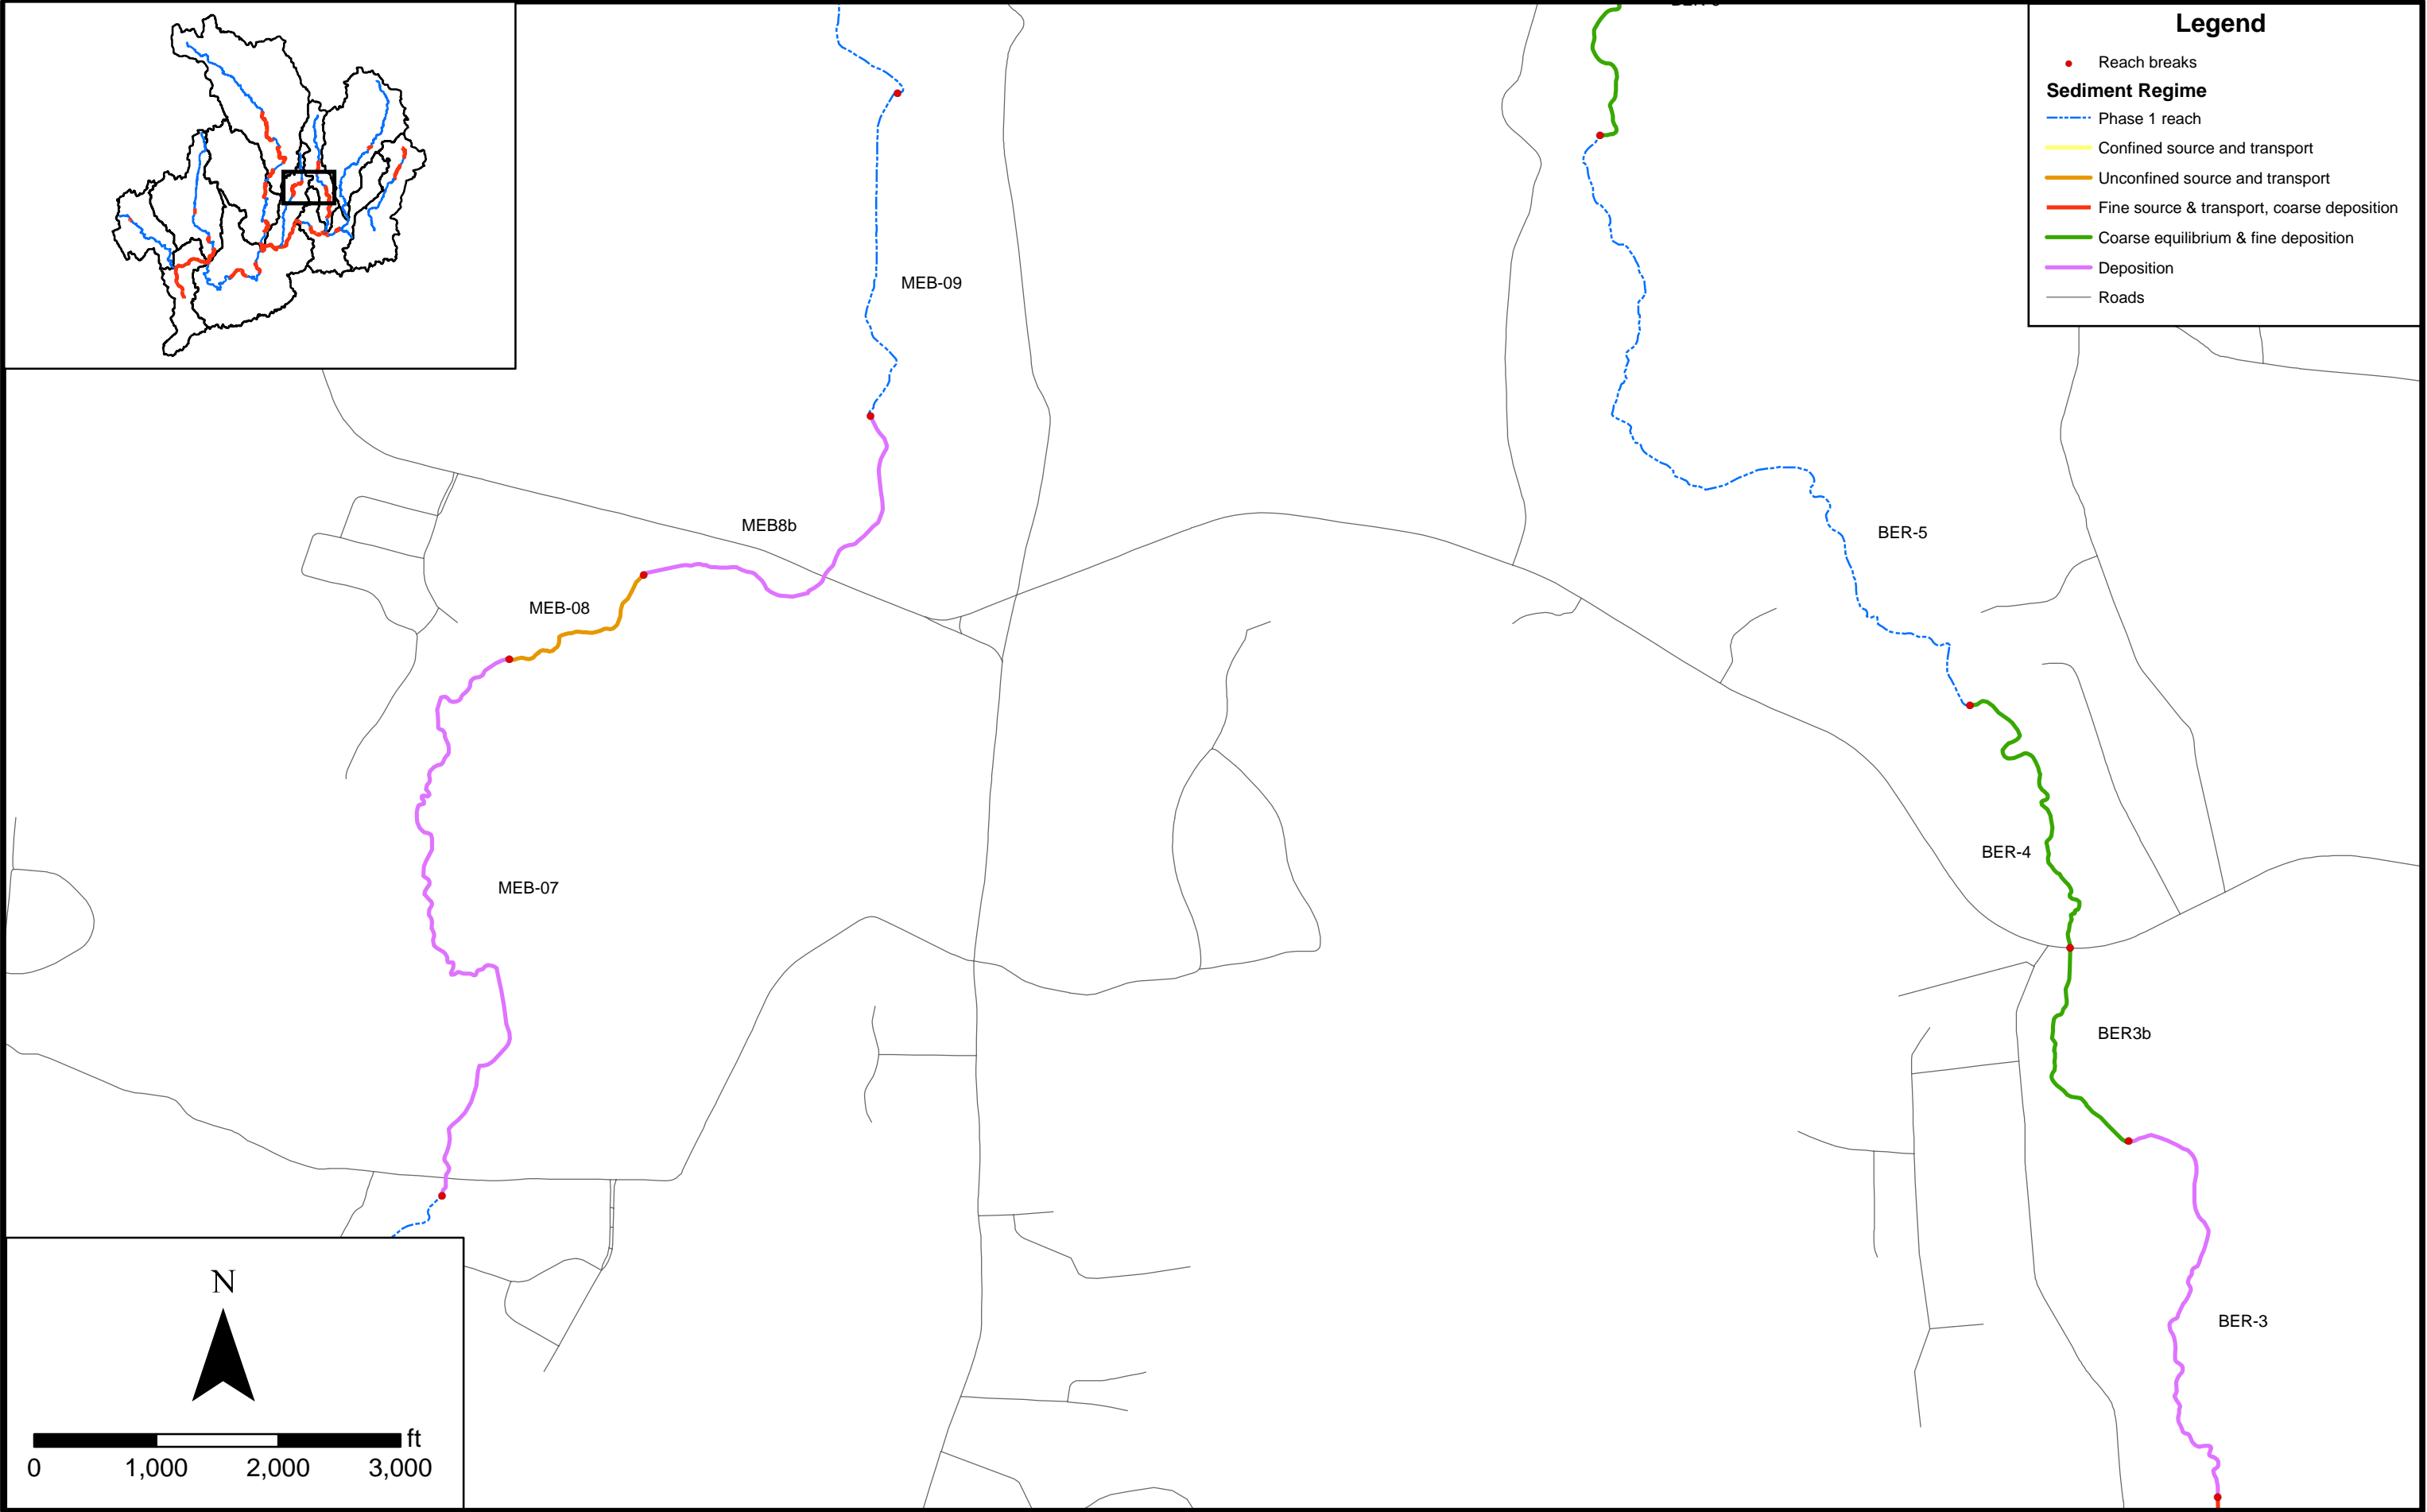 Legend
Reach breaks
Sediment Regime
Phase 1 reach
Confined source and transport
Unconfined source and transport
Fine source & transport, coarse deposition
Coarse equilibrium & fine deposition
Deposition
Roads
MEB-09
MEB8b
BER-5
MEB-08
BER-4
MEB-07
BER3b
BER-3
N
ft
0 1,000 2,000 3,000